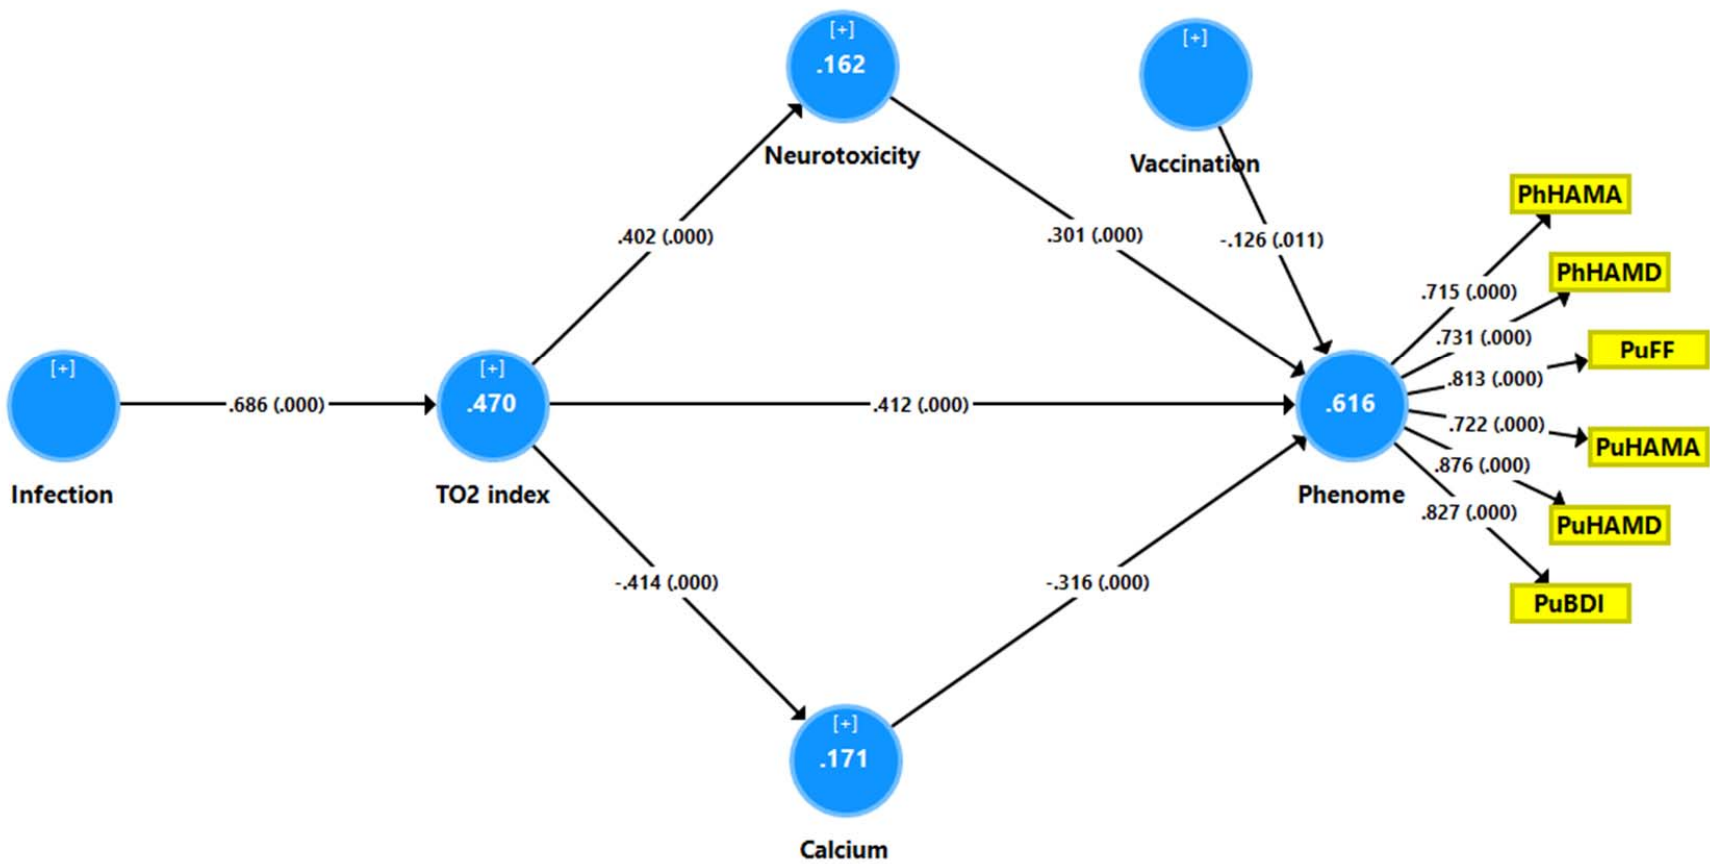 [+]
.162
Neurotoxicity
[+]
Vaccination
PhHAMA
.402 (.000)
.301 (.000)
-.126 (.011)
PhHAMD
.715 (.000)
.731 (.000)
PuFF
.813 (.000)
[+]
Infection
.686 (.000)
[+]
.470
TO2 index
.412 (.000)
.616
Phenome
.722 (.000)
PuHAMA
.876 (.000)
.827 (.000)
PuHAMD
PuBDI
-.414 (.000)
-.316 (.000)
[+]
.171
Calcium